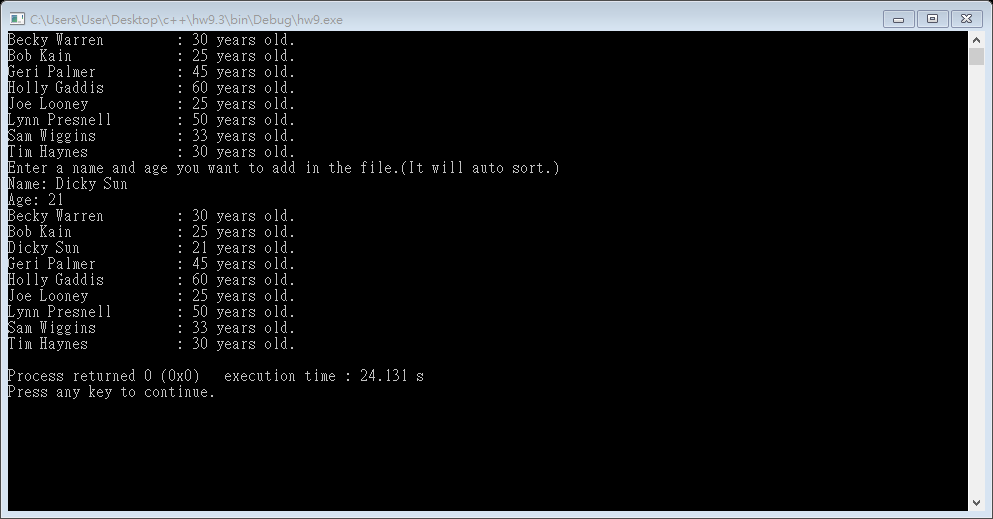 C:\Users\User\Desktop\c++\hw9.3\bin\Debug\hw9.exe
Becky Warren         : 30 years old.
Bob Kain             : 25 years old.
Geri Palmer          : 45 years old.
Holly Gaddis         : 60 years old.
Joe Looney           : 25 years old.
Lynn Presnell        : 50 years old.
Sam Wiggins          : 33 years old.
Tim Haynes           : 30 years old.
Enter a name and age you want to add in the file.(It will auto sort.)
Name: Dicky Sun
Age: 21
Becky Warren         : 30 years old.
Bob Kain             : 25 years old.
Dicky Sun            : 21 years old.
Geri Palmer          : 45 years old.
Holly Gaddis         : 60 years old.
Joe Looney           : 25 years old.
Lynn Presnell        : 50 years old.
Sam Wiggins          : 33 years old.
Tim Haynes           : 30 years old.
Process returned 0 (0x0)   execution time : 24.131 s
Press any key to continue.